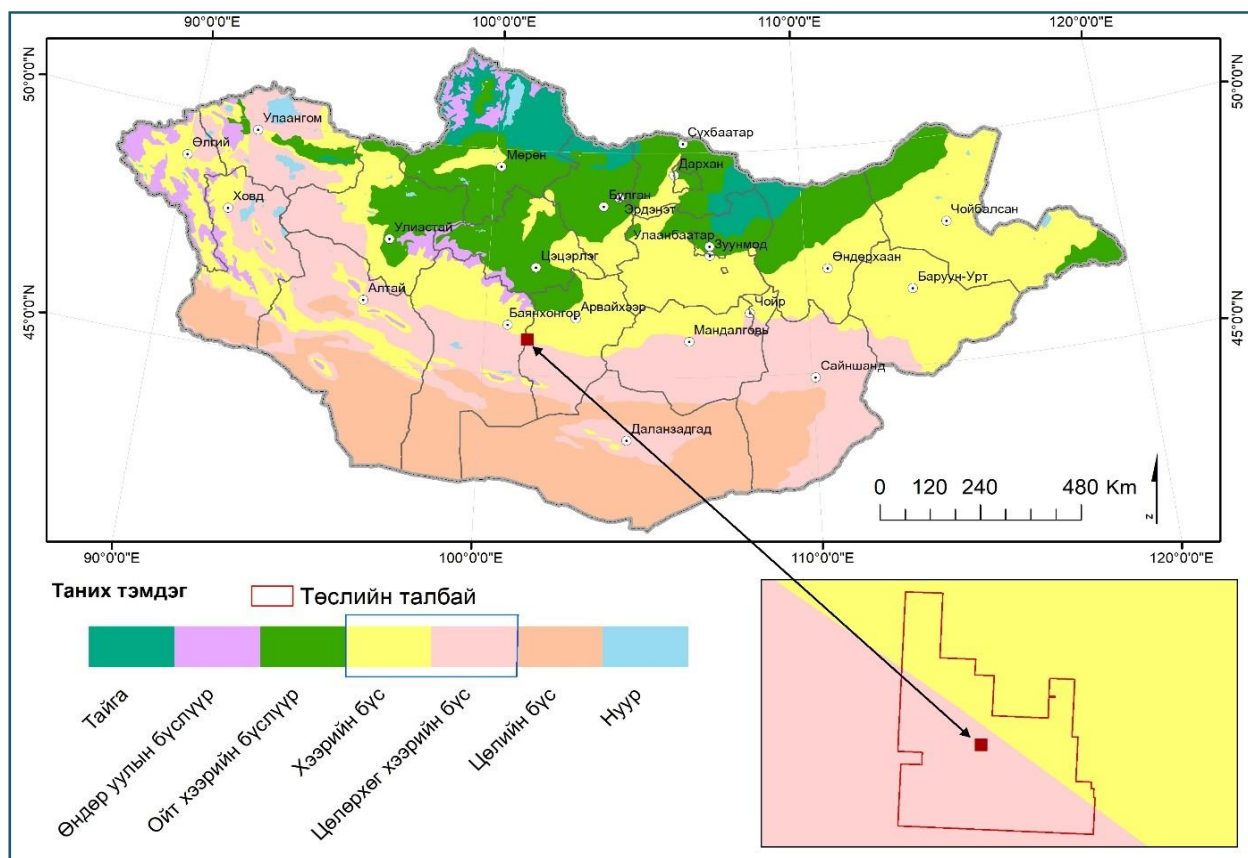 90°0'0"E
100°0'0"E
110°0'0"E
120°0'0"E
50°0'0"N
50°0'0"N
45°0'0"N
45°0'0"N
Улаангом
Өлгий
Ховд
Мөрөн
Сүхбаатар
Дархан
Булган
Эрдэнэт
Улиастай
Улаанбаатар
Зуунмод
Чойбалсан
Цэцэрлэг
Өндөрхаан
Баруун-Урт
Алтай
Баянхонгор
Арвайхээр
Чойр
Мандалговь
Сайншанд
Даланзадгад
0 120 240 480 Km
z
90°0'0"E
100°0'0"E
110°0'0"E
120°0'0"E
Таних тэмдэг
Төслийн талбай
Тайга
Өндөр уулын бүслүүр
Ойт хээрийн бүслүүр
Хээрийн бүс
Цөлөрхөг хээрийн бүс
Цөлийн бүс
Нуур